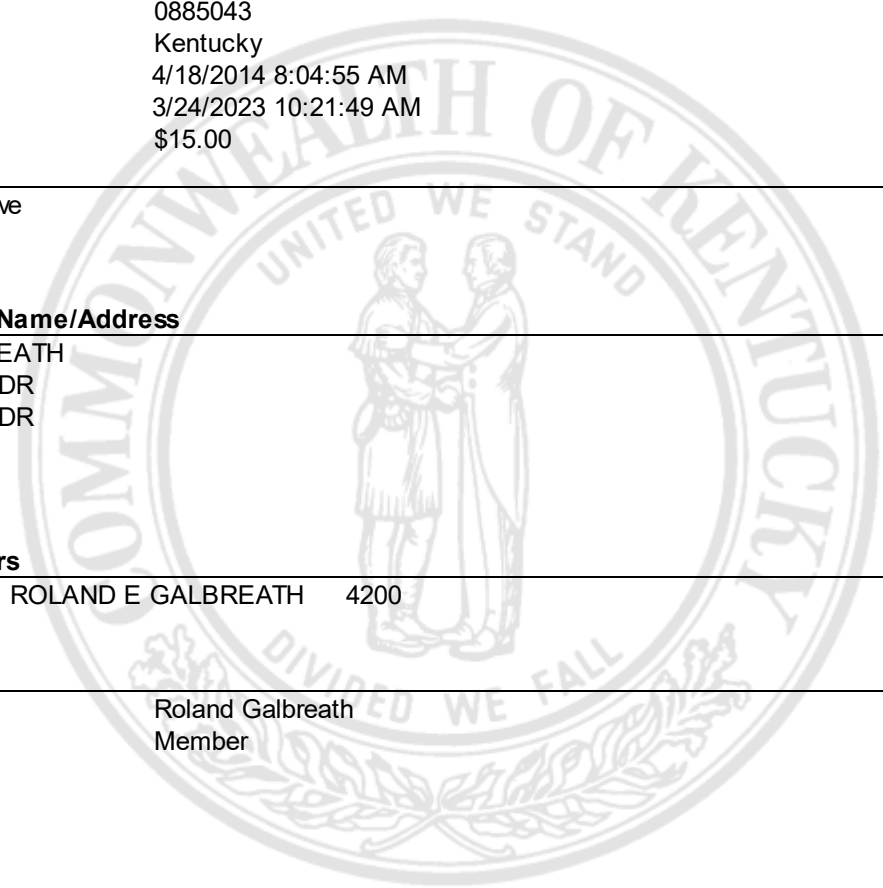 0885043
Kentucky
4/18/2014 8:04:55 AM
3/24/2023 10:21:49 AM
$15.00
ve
Name/Address
EATH
DR
DR
rs
ROLAND E GALBREATH 4200
Roland Galbreath
Member
COMMONWEALTH OF KENTUCKY
UNITED WE STAND
DIVIDED WE FALL